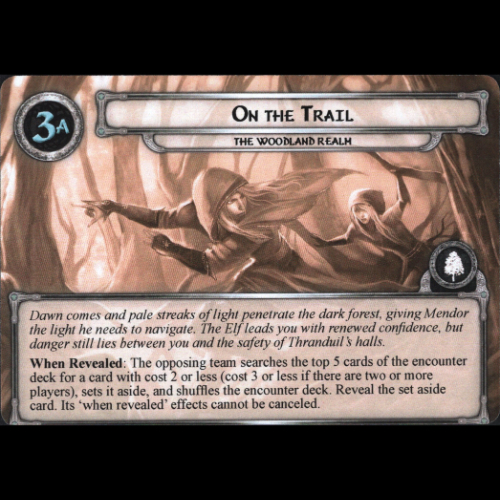 3A
ON THE TRAIL
THE WOODLAND REALM
Dawn comes and pale streaks of light penetrate the dark forest, giving Mendor
the light he needs to navigate. The Elf leads you with renewed confidence, but
danger still lies between you and the safety of Thranduil's halls.
When Revealed: The opposing team searches the top 5 cards of the encounter
deck for a card with cost 2 or less (cost 3 or less if there are two or more
players), sets it aside, and shuffles the encounter deck. Reveal the set aside
card. Its 'when revealed' effects cannot be canceled.